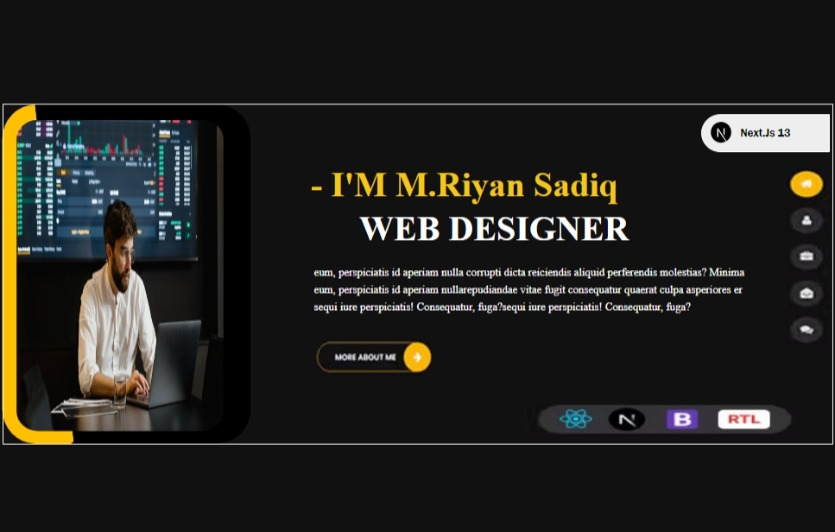 Next.Js 13
- I'M M.Riyan Sadiq
WEB DESIGNER
eum, perspiciatis id aperiam nulla corrupti dicta reiciendis aliquid perferendis molestias? Minima
eum, perspiciatis id aperiam nullarepudiandae vitae fugit consequatur quaerat culpa asperiores er
sequi iure perspiciatis! Consequatur, fuga?sequi iure perspiciatis! Consequatur, fuga?
MORE ABOUT ME
N B RTL